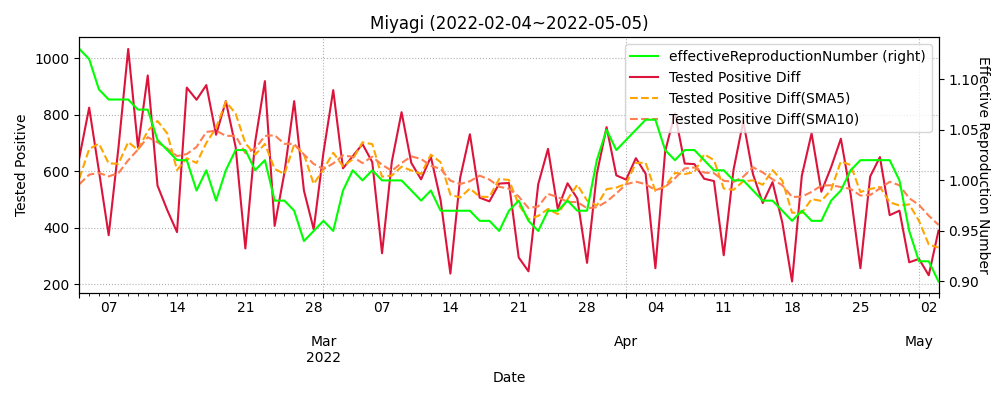 Miyagi (2022-02-04~2022-05-05)
effectiveReproductionNumber (right)
Tested Positive Diff
Tested Positive Diff(SMA5)
Tested Positive Diff(SMA10)
Tested Positive
1000
800
600
400
200
Effective Reproduction Number
1.10
1.05
1.00
0.95
0.90
07 14 21 28 07 14 21 28 04 11 18 25 02
Mar Apr May
2022
Date